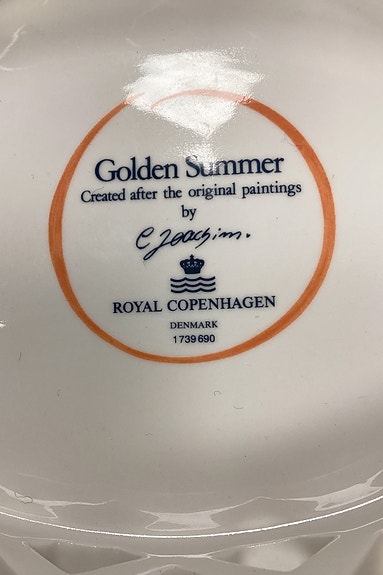 Golden Summer
Created after the original paintings
by
C Joachim.
ROYAL COPENHAGEN
DENMARK
1739690